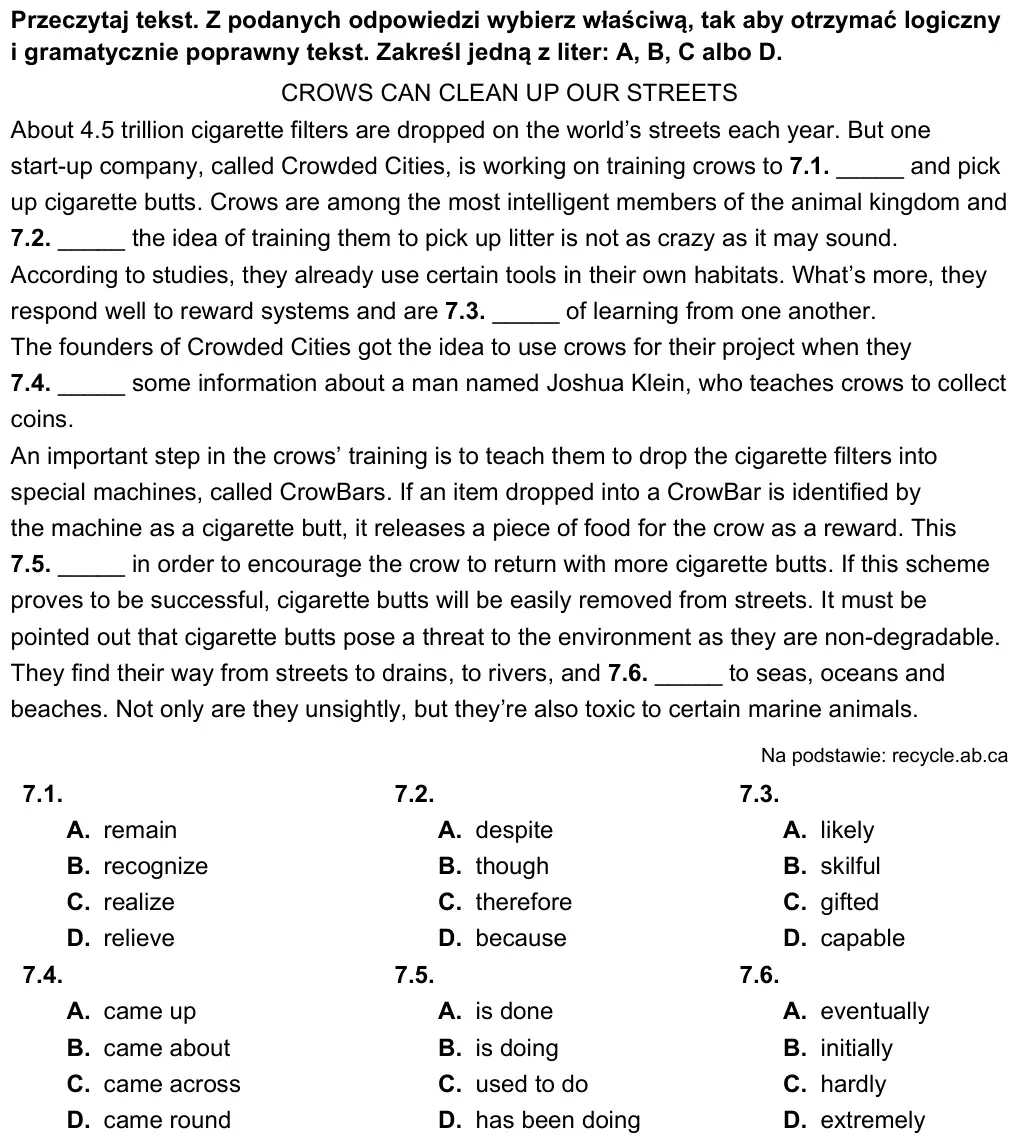 Przeczytaj tekst. Z podanych odpowiedzi wybierz właściwą, tak aby otrzymać logiczny
i gramatycznie poprawny tekst. Zakreśl jedną z liter: A, B, C albo D.
CROWS CAN CLEAN UP OUR STREETS
About 4.5 trillion cigarette filters are dropped on the world's streets each year. But one
start-up company, called Crowded Cities, is working on training crows to 7.1. _____ and pick
up cigarette butts. Crows are among the most intelligent members of the animal kingdom and
7.2. _____ the idea of training them to pick up litter is not as crazy as it may sound.
According to studies, they already use certain tools in their own habitats. What's more, they
respond well to reward systems and are 7.3. _____ of learning from one another.
The founders of Crowded Cities got the idea to use crows for their project when they
7.4. _____ some information about a man named Joshua Klein, who teaches crows to collect
coins.
An important step in the crows' training is to teach them to drop the cigarette filters into
special machines, called CrowBars. If an item dropped into a CrowBar is identified by
the machine as a cigarette butt, it releases a piece of food for the crow as a reward. This
7.5. _____ in order to encourage the crow to return with more cigarette butts. If this scheme
proves to be successful, cigarette butts will be easily removed from streets. It must be
pointed out that cigarette butts pose a threat to the environment as they are non-degradable.
They find their way from streets to drains, to rivers, and 7.6. _____ to seas, oceans and
beaches. Not only are they unsightly, but they're also toxic to certain marine animals.
Na podstawie: recycle.ab.ca
7.1. 7.2. 7.3.
A. remain A. despite A. likely
B. recognize B. though B. skilful
C. realize C. therefore C. gifted
D. relieve D. because D. capable
7.4. 7.5. 7.6.
A. came up A. is done A. eventually
B. came about B. is doing B. initially
C. came across C. used to do C. hardly
D. came round D. has been doing D. extremely